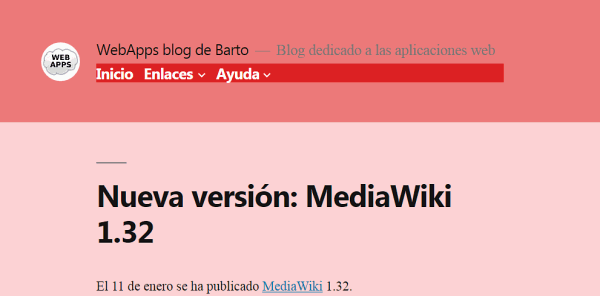 WEB
APPS
WebApps blog de Barto — Blog dedicado a las aplicaciones web
Inicio Enlaces Ayuda
Nueva versión: MediaWiki
1.32
El 11 de enero se ha publicado MediaWiki 1.32.